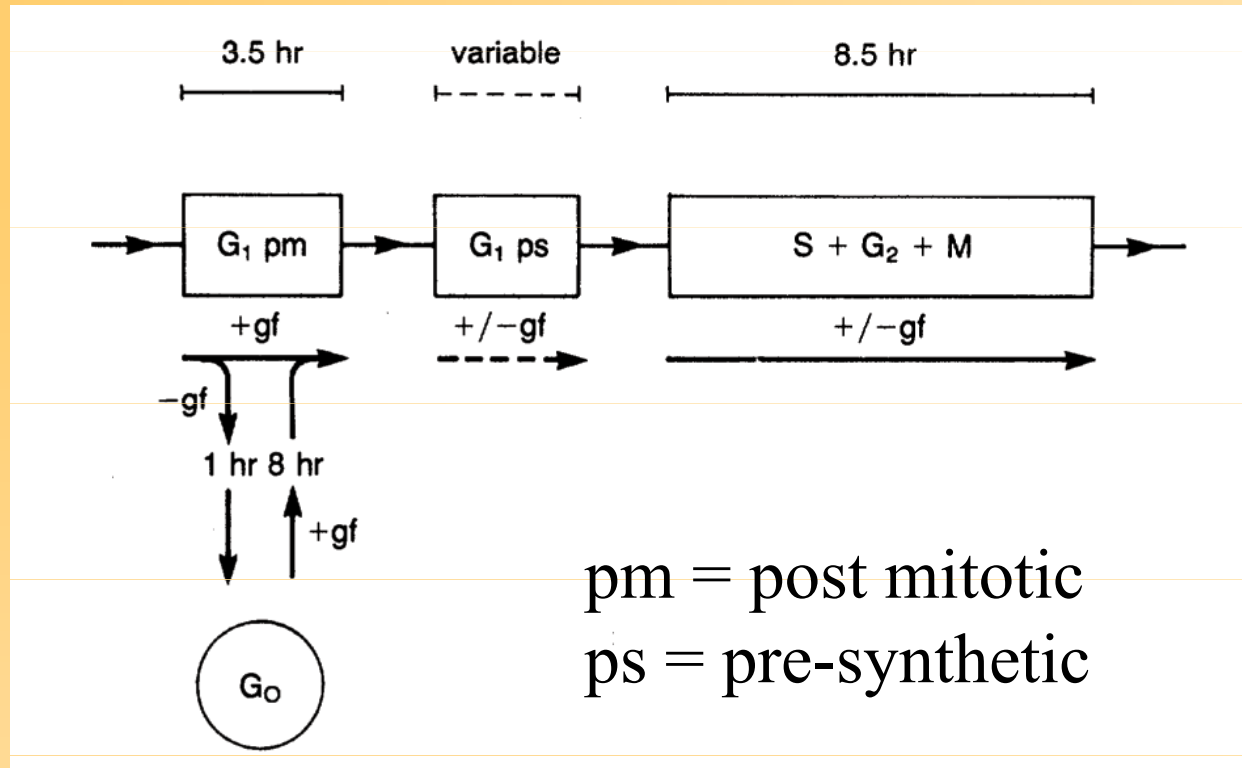 3.5 hr
variable
8.5 hr
G₁ pm
G₁ ps
S + G₂ + M
+gf
+/-gf
+/-gf
-gf
1 hr 8 hr
+gf
G₀
pm = post mitotic
ps = pre-synthetic